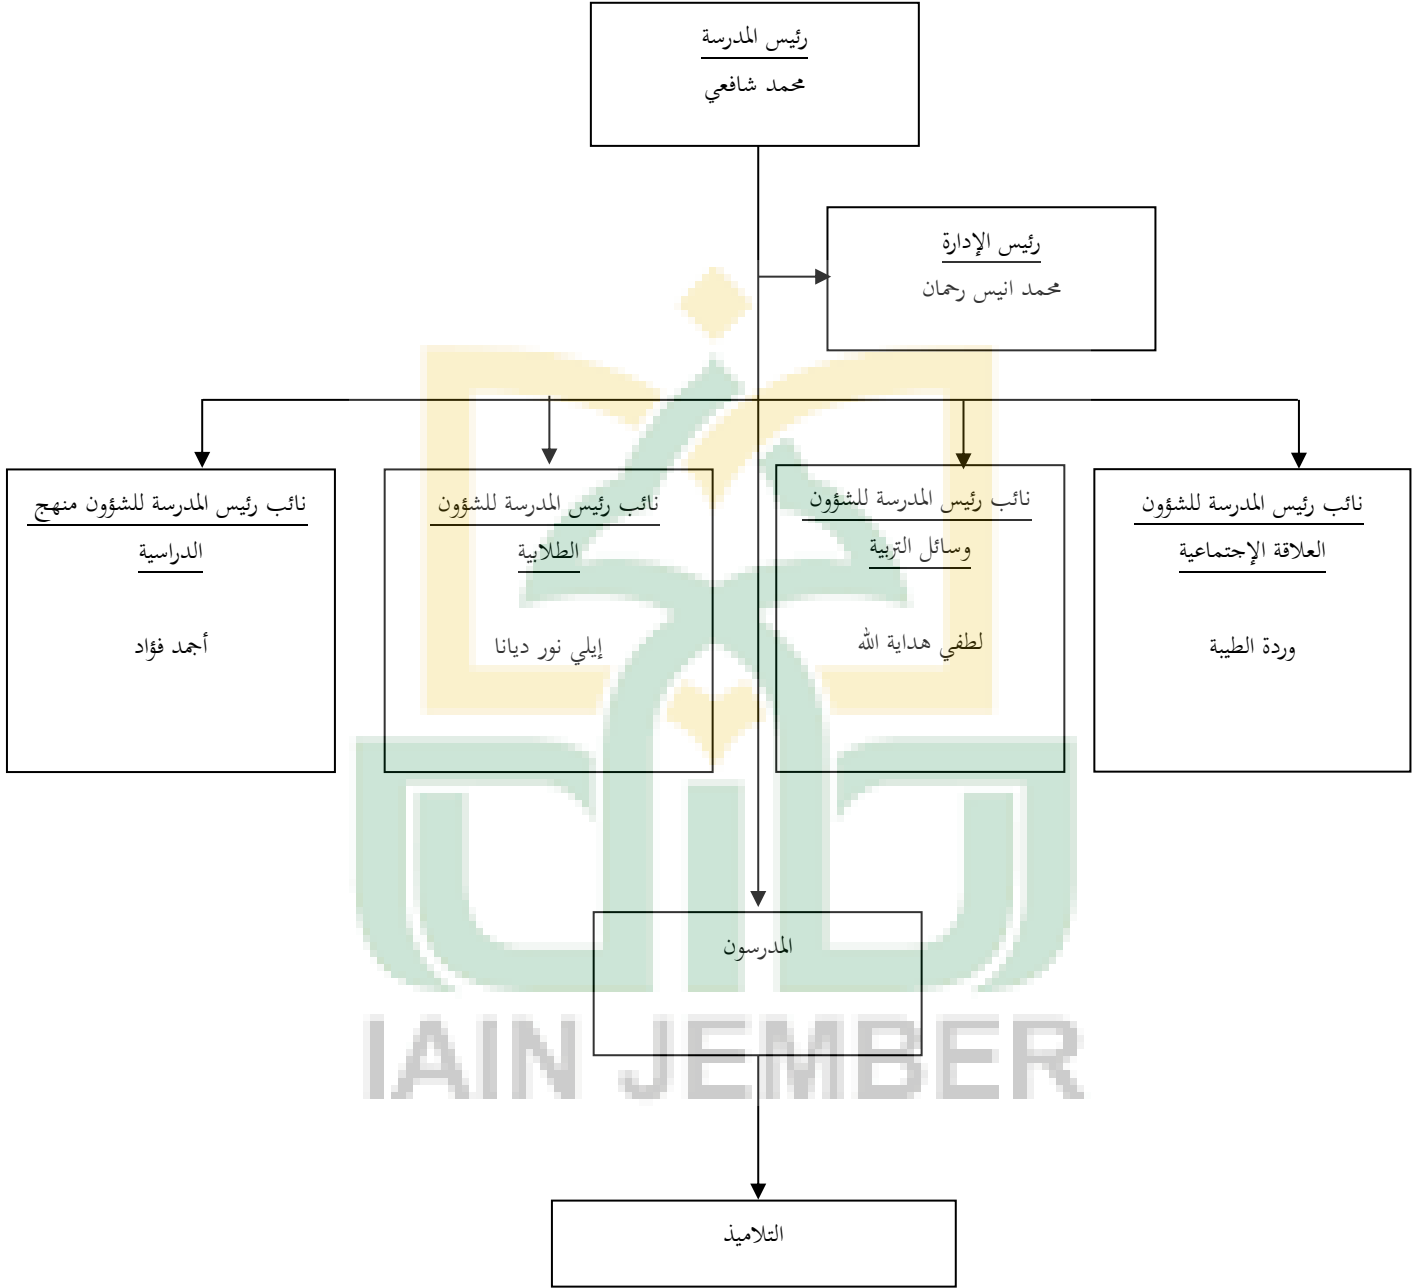 رئيس المدرسة
محمد شافعي
رئيس الإدارة
محمد انيس رحمان
نائب رئيس المدرسة للشؤون
العلاقة الإجتماعية
وردة الطيبة
نائب رئيس المدرسة للشؤون
وسائل التربية
لطفي هداية الله
نائب رئيس المدرسة للشؤون
الطلابية
إيلي نور ديانا
نائب رئيس المدرسة للشؤون منهج
الدراسية
أحمد فؤاد
المدرسون
IAIN JEMBER
التلاميذ